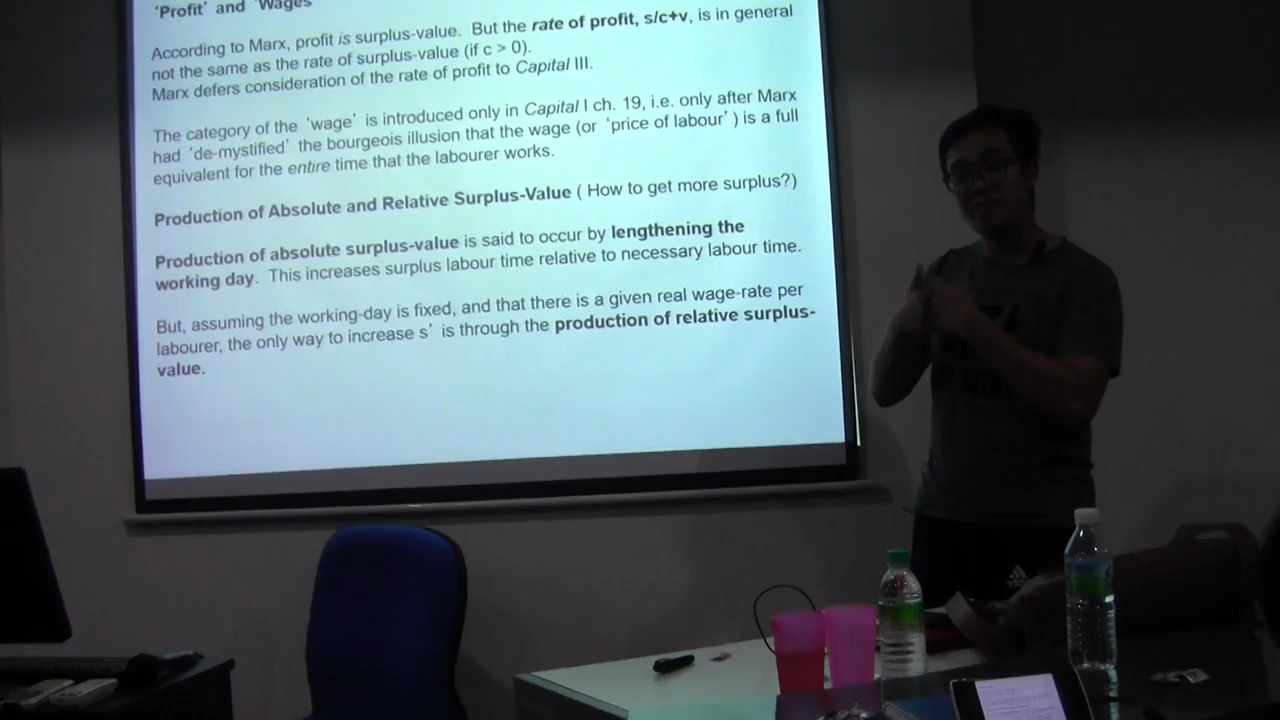 'Profit' and 'Wages
According to Marx, profit is surplus-value. But the rate of profit, s/c+v, is in general
not the same as the rate of surplus-value (if c > 0).
Marx defers consideration of the rate of profit to Capital III.
The category of the 'wage' is introduced only in Capital I ch. 19, i.e. only after Marx
had 'de-mystified' the bourgeois illusion that the wage (or 'price of labour') is a full
equivalent for the entire time that the labourer works.
Production of Absolute and Relative Surplus-Value ( How to get more surplus?)
Production of absolute surplus-value is said to occur by lengthening the
working day. This increases surplus labour time relative to necessary labour time.
But, assuming the working-day is fixed, and that there is a given real wage-rate per
labourer, the only way to increase s' is through the production of relative surplus-
value.